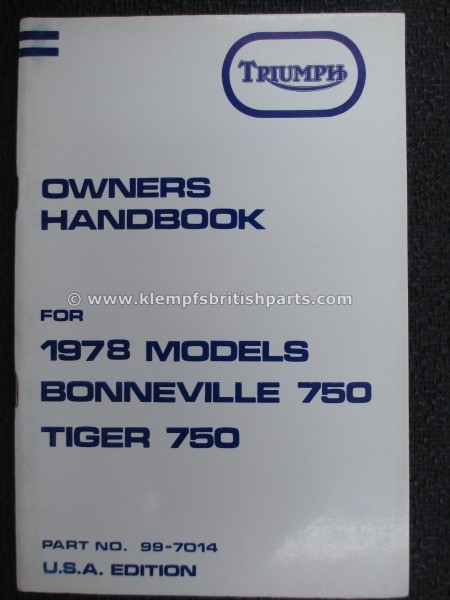 TRIUMPH
OWNERS
HANDBOOK
© www.klempfsbritishparts.com
FOR
1978 MODELS
BONNEVILLE 750
TIGER 750
PART NO. 99-7014
U.S.A. EDITION